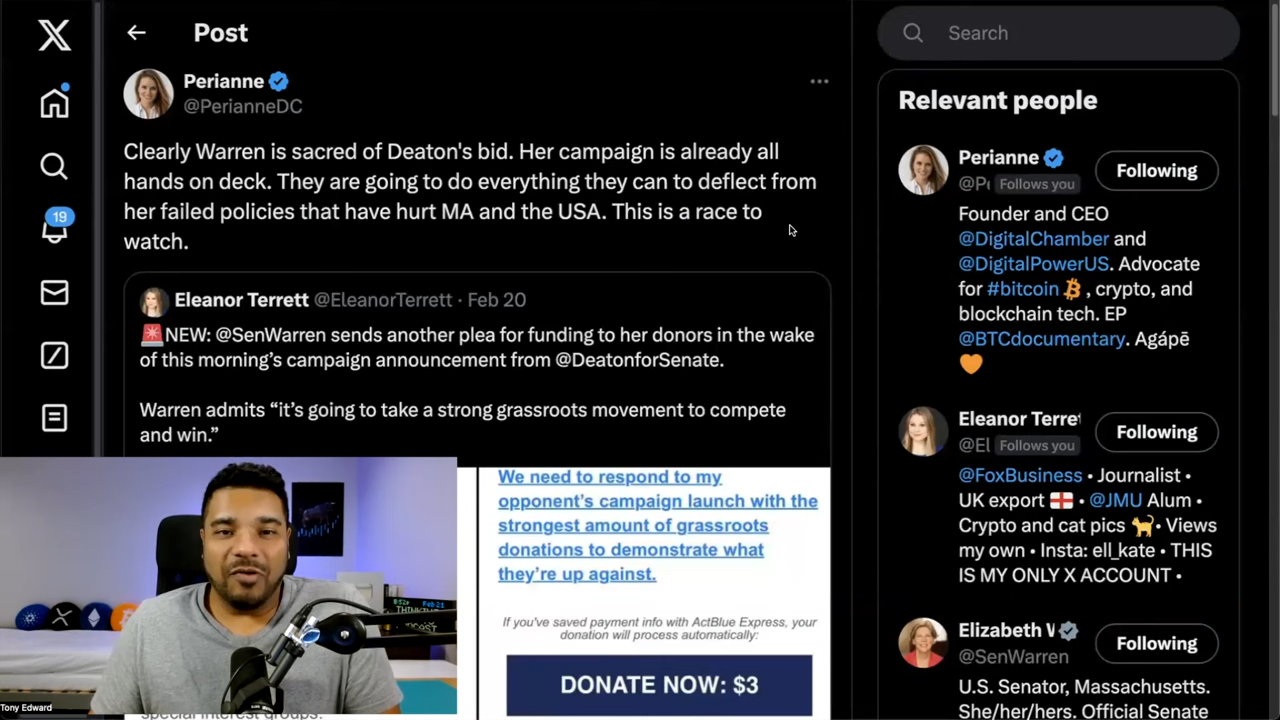 Post
Search
Perianne
@PerianneDC
Clearly Warren is sacred of Deaton's bid. Her campaign is already all
hands on deck. They are going to do everything they can to deflect from
her failed policies that have hurt MA and the USA. This is a race to
watch.
Eleanor Terrett @EleanorTerrett · Feb 20
🚨NEW: @SenWarren sends another plea for funding to her donors in the wake
of this morning’s campaign announcement from @DeatonforSenate.
Warren admits “it’s going to take a strong grassroots movement to compete
and win.”
We need to respond to my
opponent’s campaign launch with the
strongest amount of grassroots
donations to demonstrate what
they’re up against.
If you've saved payment info with ActBlue Express, your
donation will process automatically:
DONATE NOW: $3
special interest groups.
19
Relevant people
Perianne
Follows you
Following
Founder and CEO
@DigitalChamber and
@DigitalPowerUS. Advocate
for #bitcoin , crypto, and
blockchain tech. EP
@BTCdocumentary. Agápē
🧡
Eleanor Terret
@El Follows you
Following
@FoxBusiness • Journalist •
UK export 🏴󠁧󠁢󠁥󠁮󠁧󠁿 • @JMU Alum •
Crypto and cat pics 🐈• Views
my own • Insta: ell_kate • THIS
IS MY ONLY X ACCOUNT •
Elizabeth
@SenWarren
Following
U.S. Senator, Massachusetts.
She/her/hers. Official Senate
8:52P Feb 21
Tony Edward